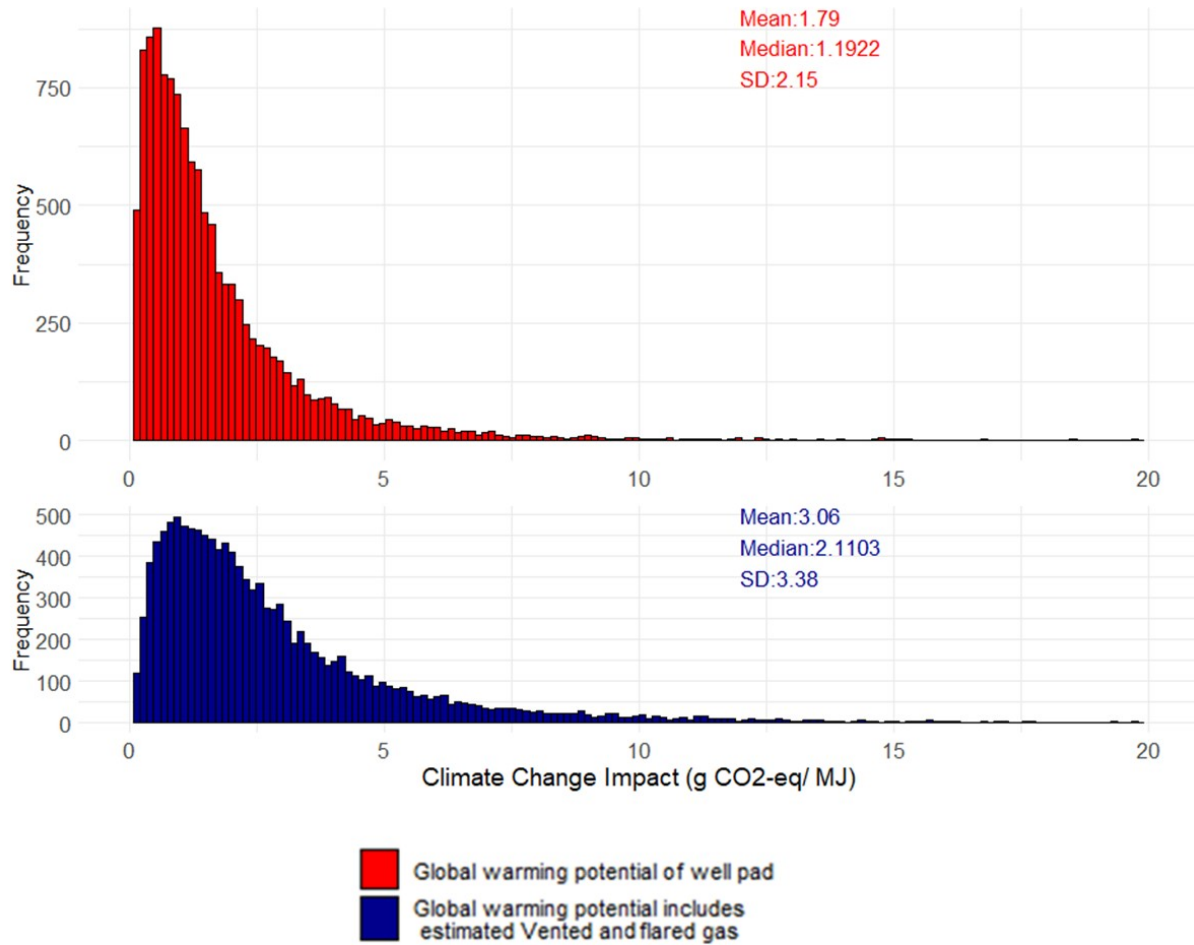 Mean:1.79
Median:1.1922
SD:2.15
Frequency
750
500
250
0
0 5 10 15 20
Mean:3.06
Median:2.1103
SD:3.38
Frequency
500
400
300
200
100
0
0 5 10 15 20
Climate Change Impact (g CO2-eq/ MJ)
Global warming potential of well pad
Global warming potential includes
estimated Vented and flared gas